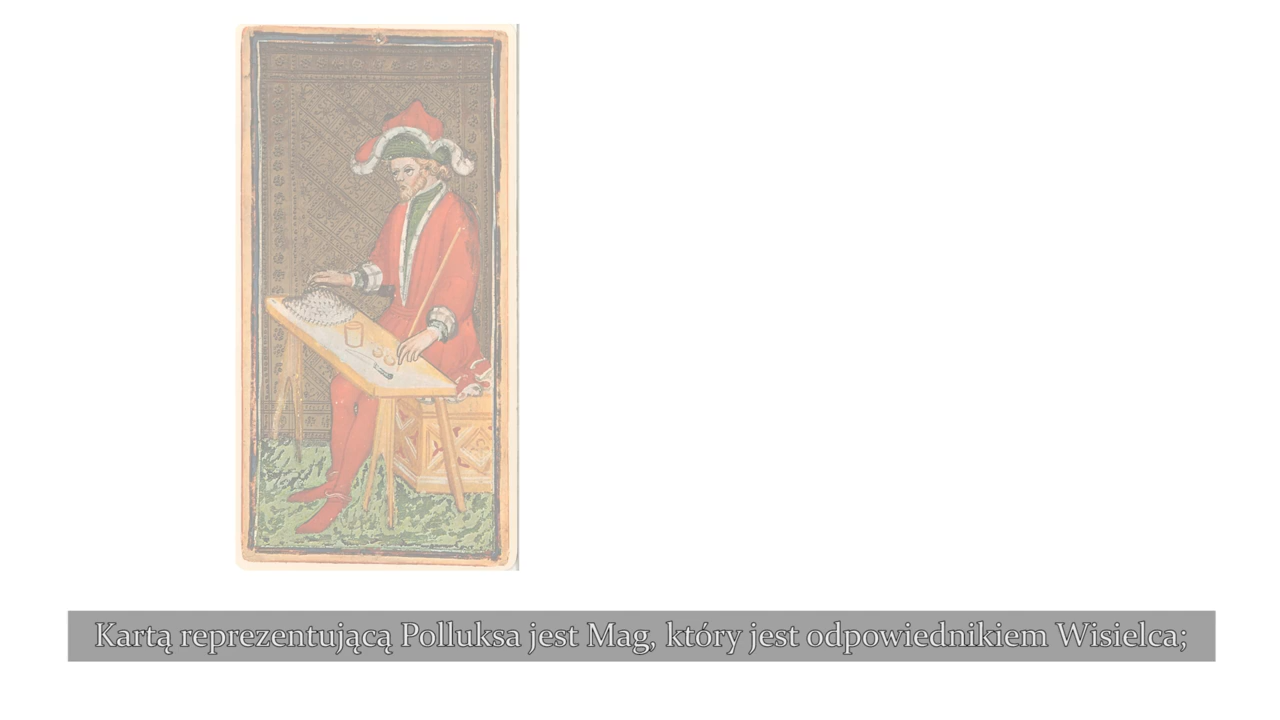 Kartą reprezentującą Polluksa jest Mag, który jest odpowiednikiem Wisielca;